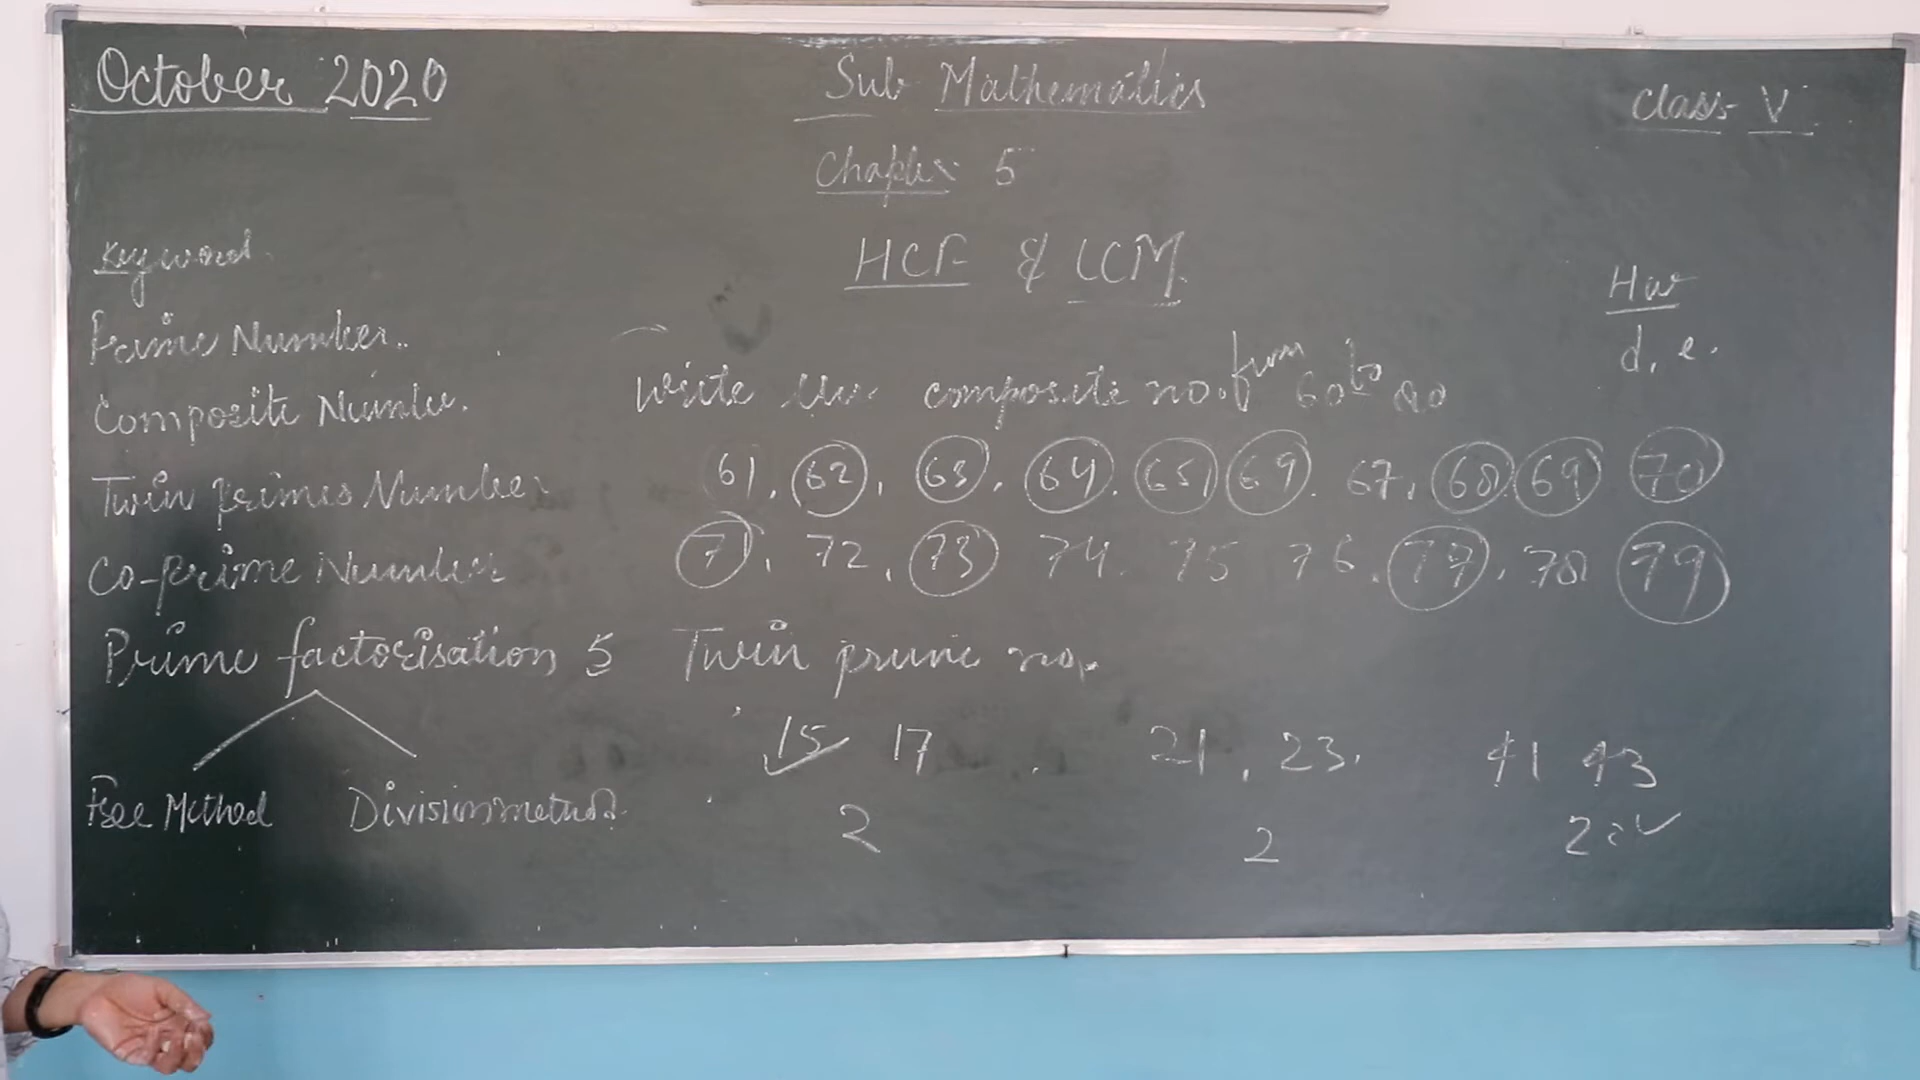 October 2020
Sub Mathematics
Class V
Chapter 5
HCF & LCM
Keyword
Prime Number.
Composite Number.
Twin primes Number
Co-prime Number
Prime factorisation 5
Tree Method Division method
Hw
d, e.
Write the composite no. from 60 to 80
61, 62, 63, 64, 65, 69, 67, 68, 69, 70
71, 72, 73, 74, 75, 76, 77, 78, 79
Twin prime no.
15 17 21, 23, 41 43
2 2 2